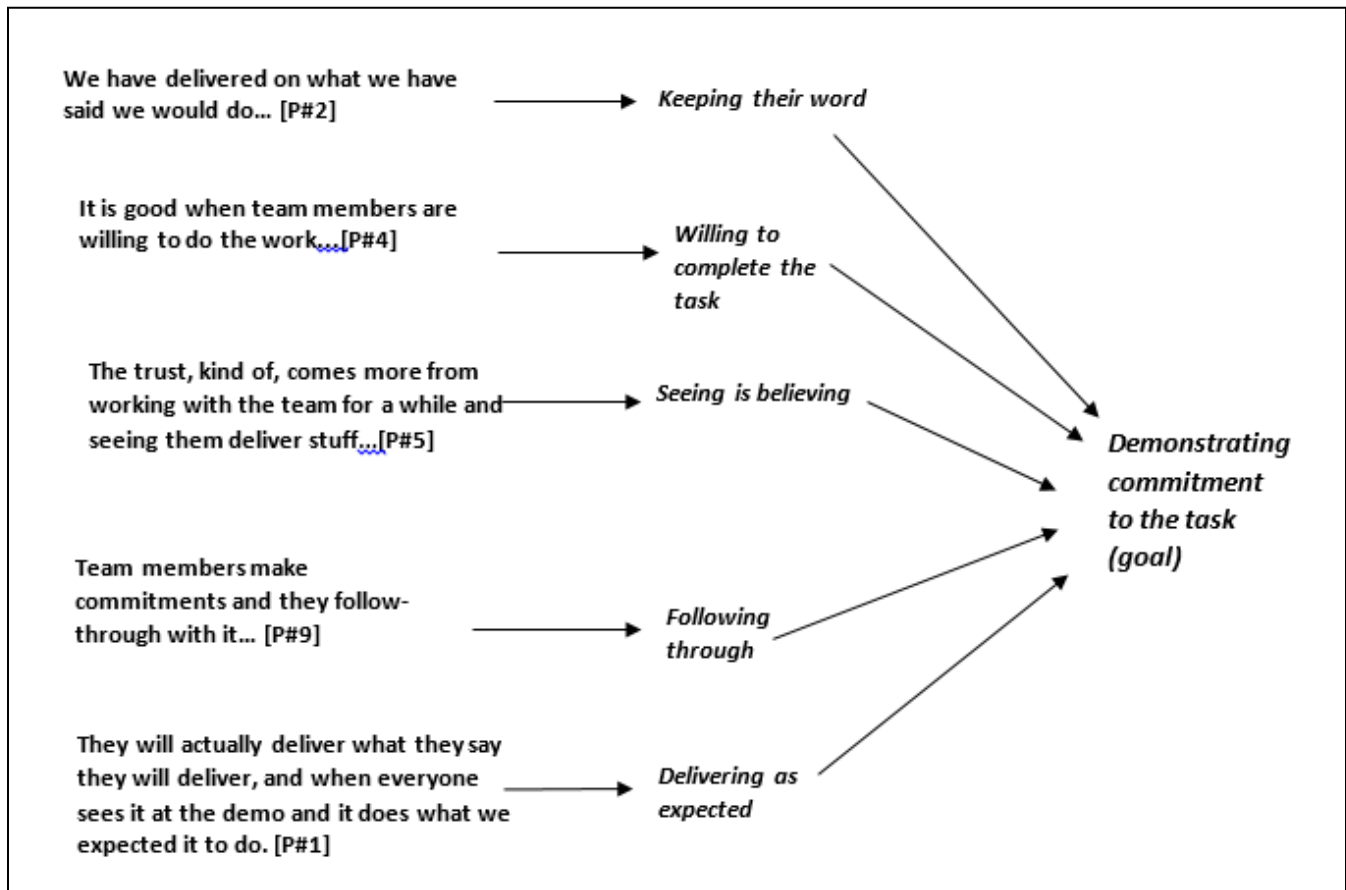 We have delivered on what we have
said we would do... [P#2]
Keeping their word
It is good when team members are
willing to do the work...[P#4]
Willing to
complete the
task
The trust, kind of, comes more from
working with the team for a while and
seeing them deliver stuff...[P#5]
Seeing is believing
Team members make
commitments and they follow-
through with it... [P#9]
Following
through
They will actually deliver what they say
they will deliver, and when everyone
sees it at the demo and it does what we
expected it to do. [P#1]
Delivering as
expected
Demonstrating
commitment
to the task
(goal)